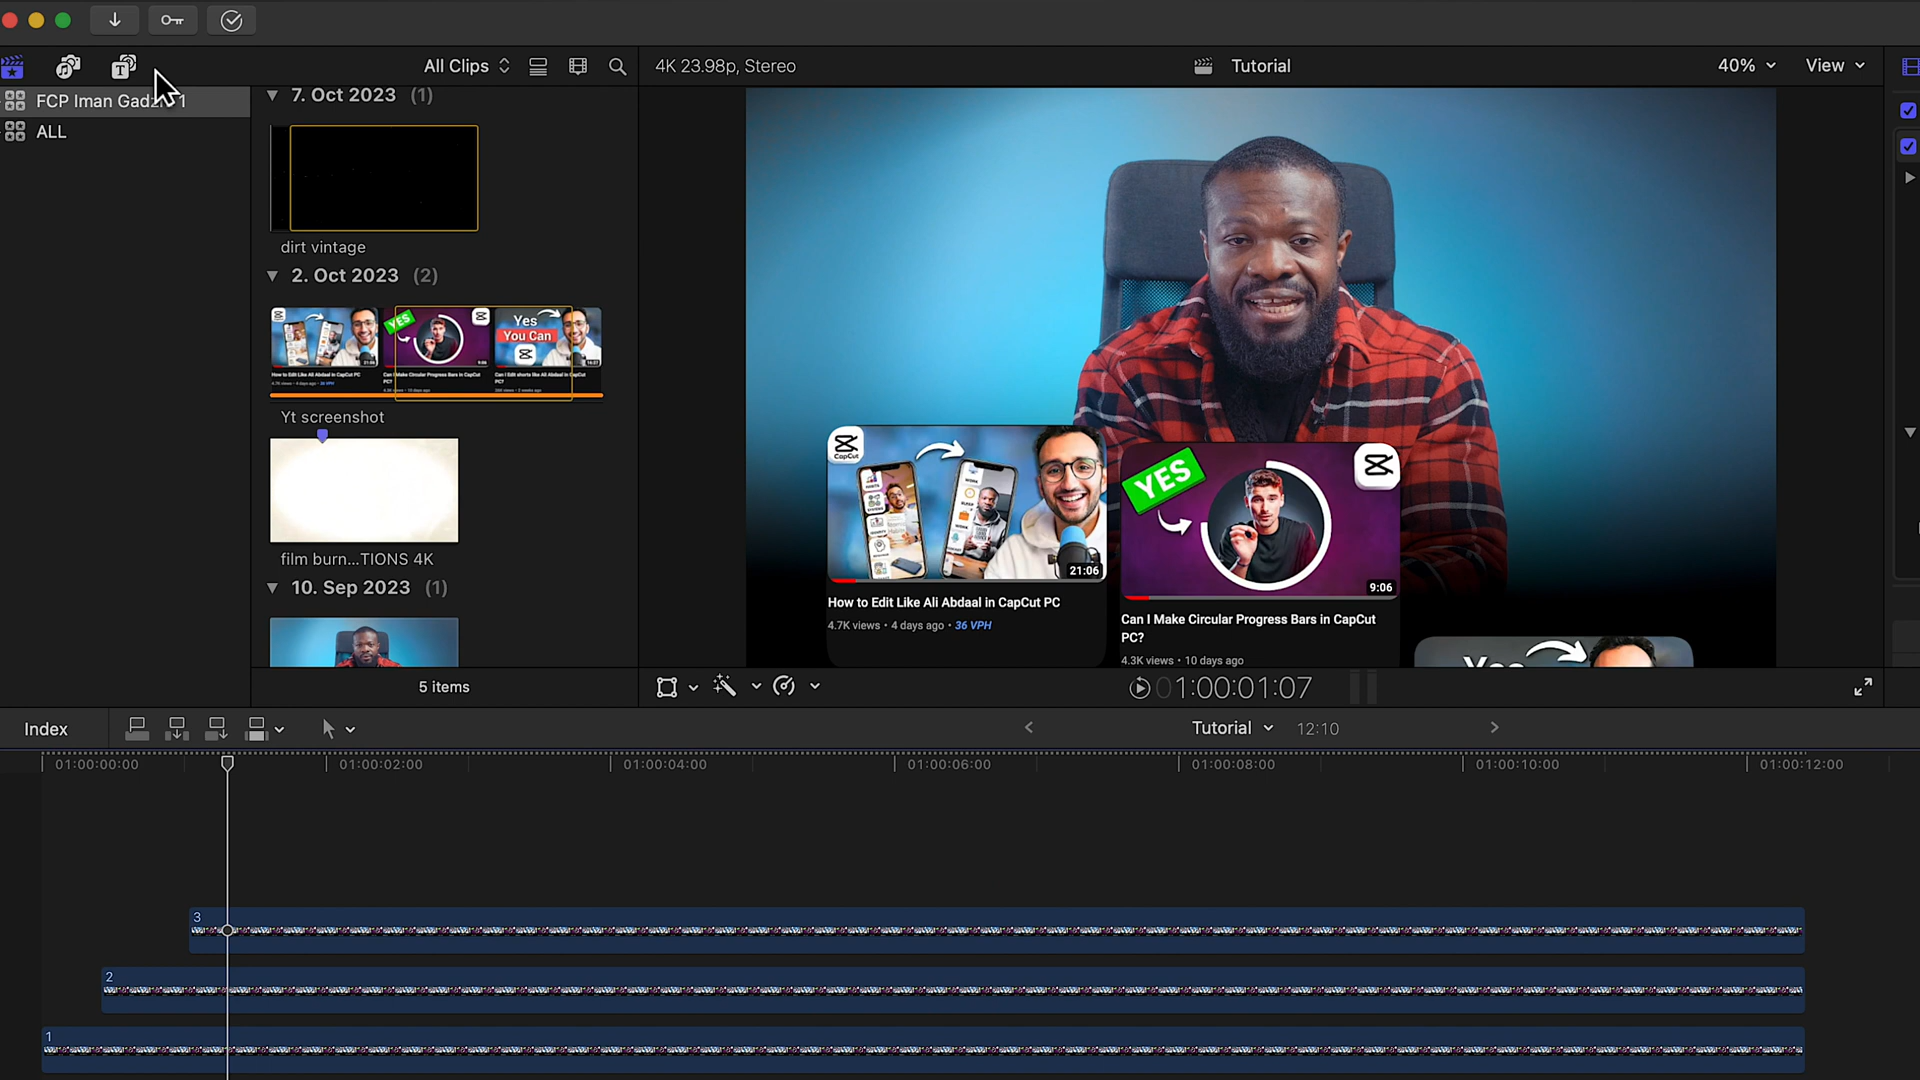 All Clips
4K 23.98p, Stereo
Tutorial
40%
View
FCP Iman Gadzhi 1
ALL
7. Oct 2023 (1)
dirt vintage
2. Oct 2023 (2)
YES
Yes
You Can
How to Edit Like Ali Abdaal in CapCut PC
Can I Make Circular Progress Bars in CapCut
PC?
Can I Edit shorts like Ali Abdaal in CapCut
PC?
Yt screenshot
film burn...TIONS 4K
10. Sep 2023 (1)
5 items
CapCut
21:06
How to Edit Like Ali Abdaal in CapCut PC
4.7K views • 4 days ago • 36 VPH
YES
9:06
Can I Make Circular Progress Bars in CapCut
PC?
4.3K views • 10 days ago
Yes
01:00:01:07
Index
Tutorial
12:10
01:00:00:00
01:00:02:00
01:00:04:00
01:00:06:00
01:00:08:00
01:00:10:00
01:00:12:00
3
2
1